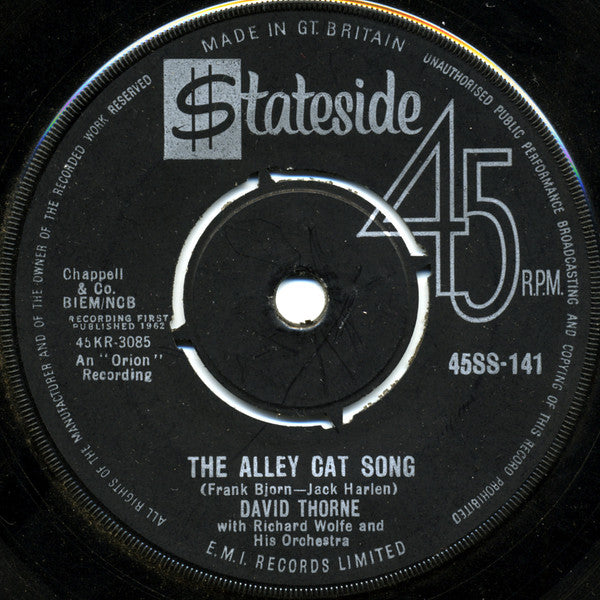 MADE IN GT. BRITAIN
$tateside
45
R.P.M.
Chappell
& Co.
BIEM/NCB
RECORDING FIRST
PUBLISHED 1962
45KR-3085
An "Orion"
Recording
45SS-141
THE ALLEY CAT SONG
(Frank Bjorn—Jack Harlen)
DAVID THORNE
with Richard Wolfe and
His Orchestra
E.M.I. RECORDS LIMITED
ALL RIGHTS OF THE MANUFACTURER AND OF THE OWNER OF THE RECORDED WORK RESERVED
UNAUTHORISED PUBLIC PERFORMANCE BROADCASTING AND COPYING OF THIS RECORD PROHIBITED